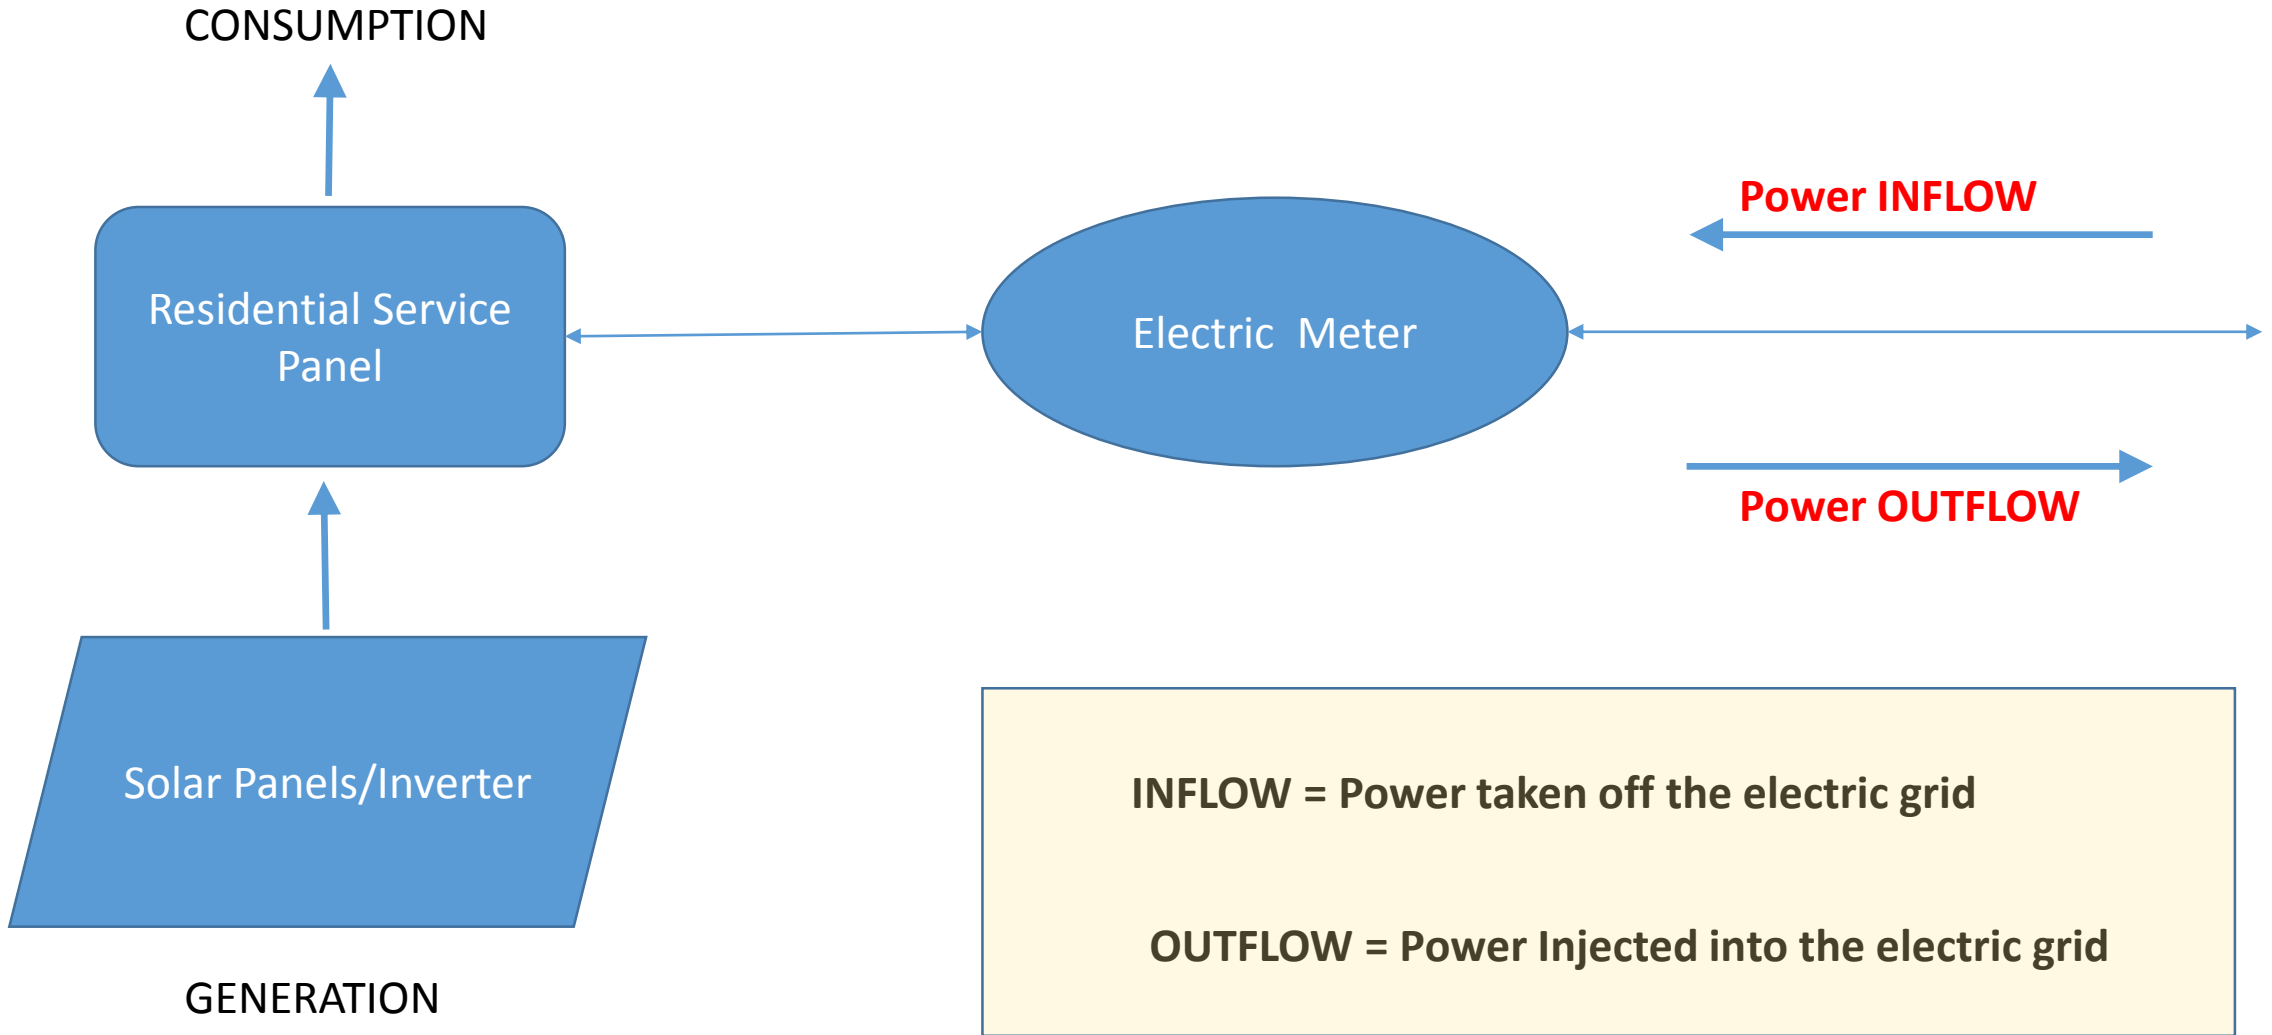 CONSUMPTION
Power INFLOW
Residential Service
Panel
Electric  Meter
Power OUTFLOW
Solar Panels/Inverter
INFLOW = Power taken off the electric grid
OUTFLOW = Power Injected into the electric grid
GENERATION